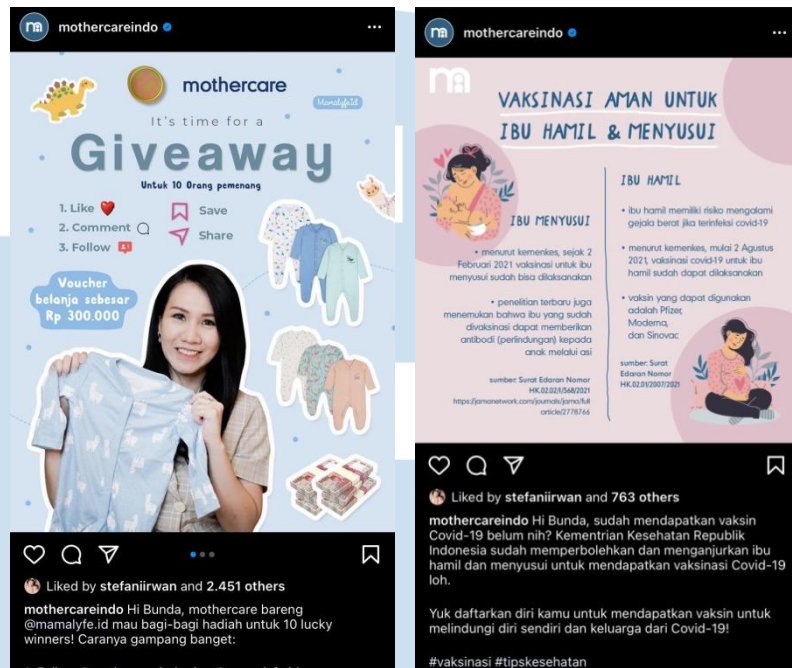 mothercareindo
mothercare
Mamalyfe.id
It's time for a
Giveaway
Untuk 10 Orang pemenang
1. Like
2. Comment
3. Follow
Save
Share
Voucher
belanja sebesar
Rp 300.000
Liked by stefaniirwan and 2.451 others
mothercareindo Hi Bunda, mothercare bareng
@mamalyfe.id mau bagi-bagi hadiah untuk 10 lucky
winners! Caranya gampang banget:
mothercareindo
VAKSINASI AMAN UNTUK
IBU HAMIL & MENYUSUI
IBU MENYUSUI
• menurut kemenkes, sejak 2
Februari 2021 vaksinasi untuk ibu
menyusui sudah bisa dilaksanakan
• penelitian terbaru juga
menemukan bahwa ibu yang sudah
divaksinasi dapat memberikan
antibodi (perlindungan) kepada
anak melalui asi
sumber: Surat Edaran Nomor
HK.02.02/I/368/2021
https://jamanetwork.com/journals/jama/full
article/2778766
IBU HAMIL
• ibu hamil memiliki risiko mengalami
gejala berat jika terinfeksi covid-19
• menurut kemenkes, mulai 2 Agustus
2021, vaksinasi covid-19 untuk ibu
hamil sudah dapat dilaksanakan
• vaksin yang dapat digunakan
adalah Pfizer,
Moderna,
dan Sinovac
sumber: Surat
Edaran Nomor
HK.02.01/2007/2021
Liked by stefaniirwan and 763 others
mothercareindo Hi Bunda, sudah mendapatkan vaksin
Covid-19 belum nih? Kementrian Kesehatan Republik
Indonesia sudah memperbolehkan dan menganjurkan ibu
hamil dan menyusui untuk mendapatkan vaksinasi Covid-19
loh.
Yuk daftarkan diri kamu untuk mendapatkan vaksin untuk
melindungi diri sendiri dan keluarga dari Covid-19!
#vaksinasi #tipskesehatan